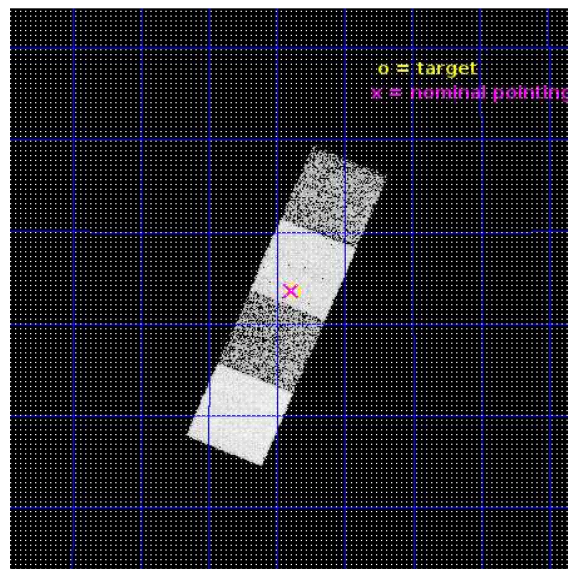 o = target
x = nominal pointing